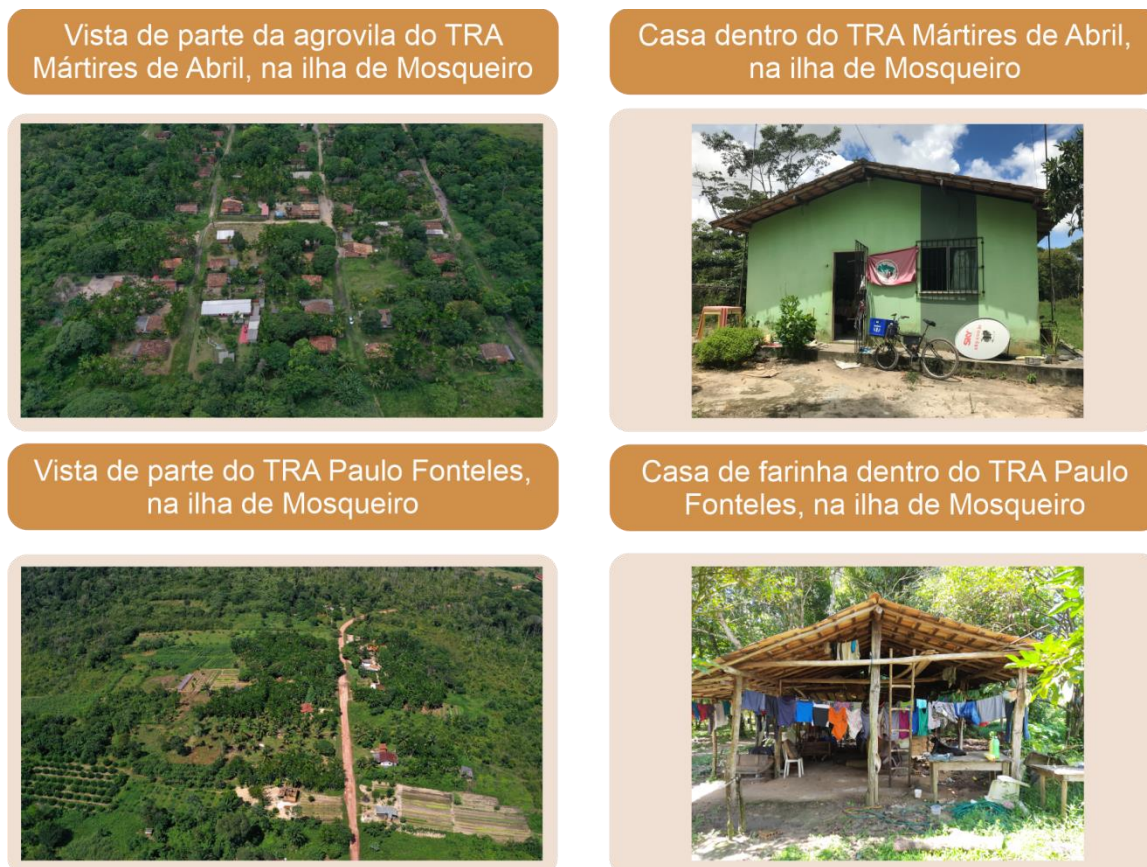 Vista de parte da agrovila do TRA
Mártires de Abril, na ilha de Mosqueiro
Casa dentro do TRA Mártires de Abril,
na ilha de Mosqueiro
Vista de parte do TRA Paulo Fonteles,
na ilha de Mosqueiro
Casa de farinha dentro do TRA Paulo
Fonteles, na ilha de Mosqueiro